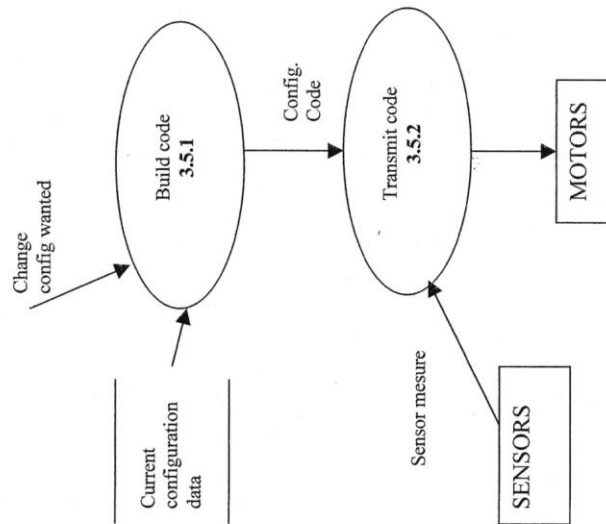 Change
config wanted
Build code
3.5.1
Current
configuration
data
Config.
Code
Transmit code
3.5.2
Sensor mesure
SENSORS
MOTORS